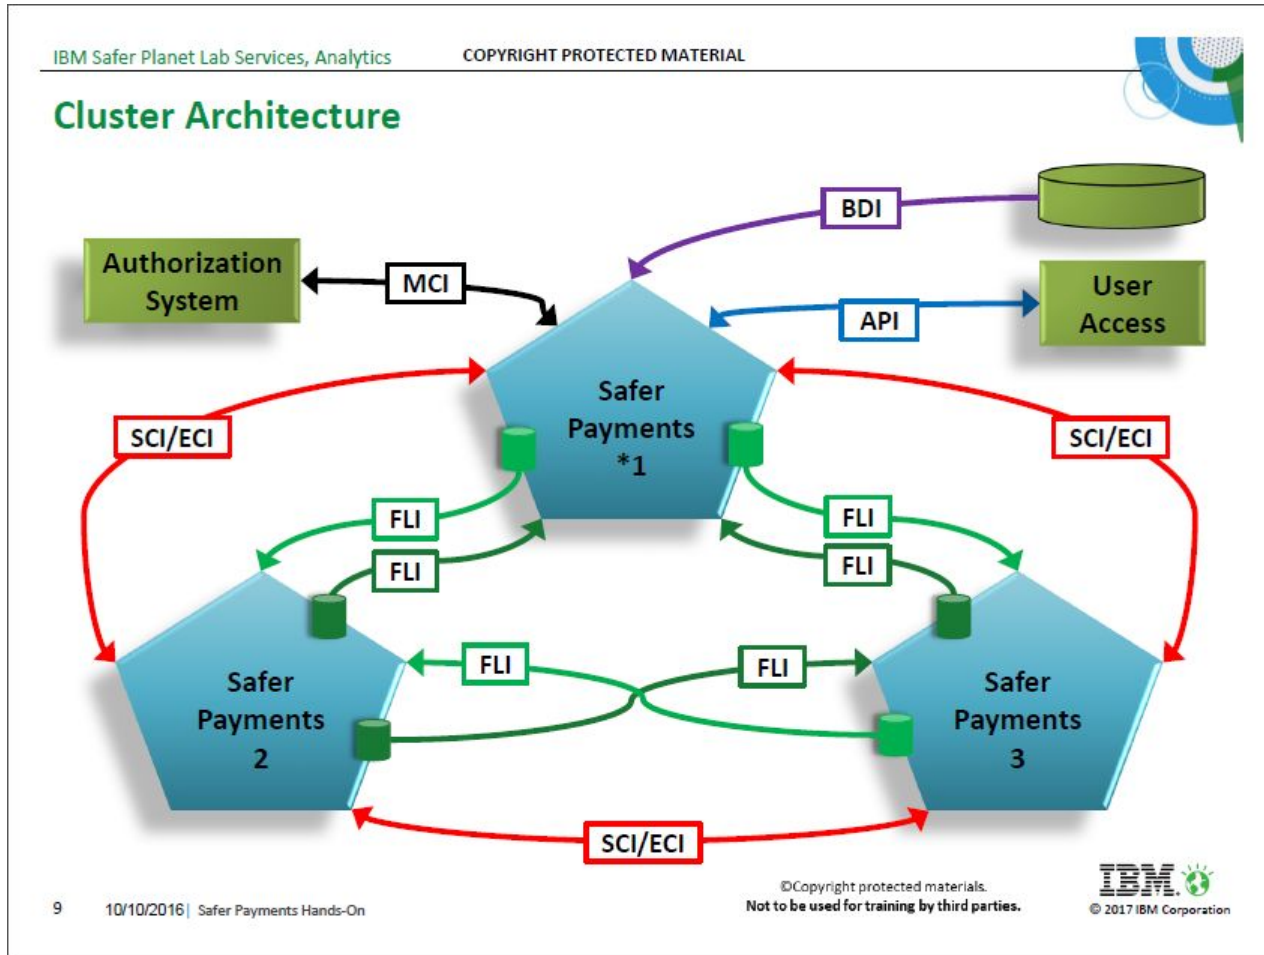 IBM Safer Planet Lab Services, Analytics
COPYRIGHT PROTECTED MATERIAL
Cluster Architecture
BDI
Authorization
System
MCI
User
Access
API
Safer
Payments
*1
SCI/ECI
SCI/ECI
FLI
FLI
FLI
FLI
FLI
FLI
Safer
Payments
2
Safer
Payments
3
SCI/ECI
9
10/10/2016| Safer Payments Hands-On
©Copyright protected materials.
Not to be used for training by third parties.
IBM.
© 2017 IBM Corporation